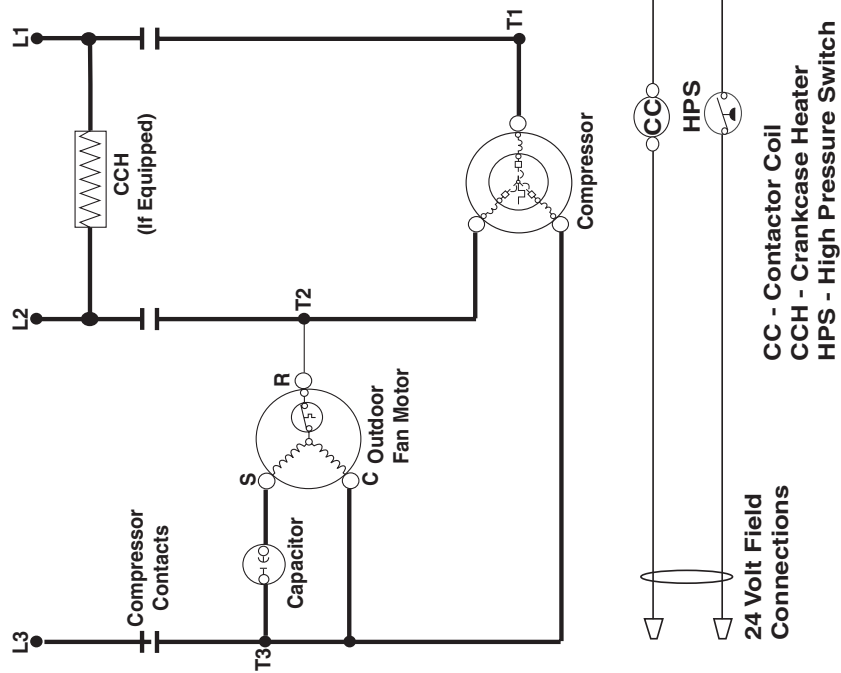 L1
L2
L3
CCH
(If Equipped)
Compressor
Contacts
T1
T2
T3
R
S
C
Outdoor
Fan Motor
Capacitor
Compressor
CC
HPS
24 Volt Field
Connections
CC - Contactor Coil
CCH - Crankcase Heater
HPS - High Pressure Switch